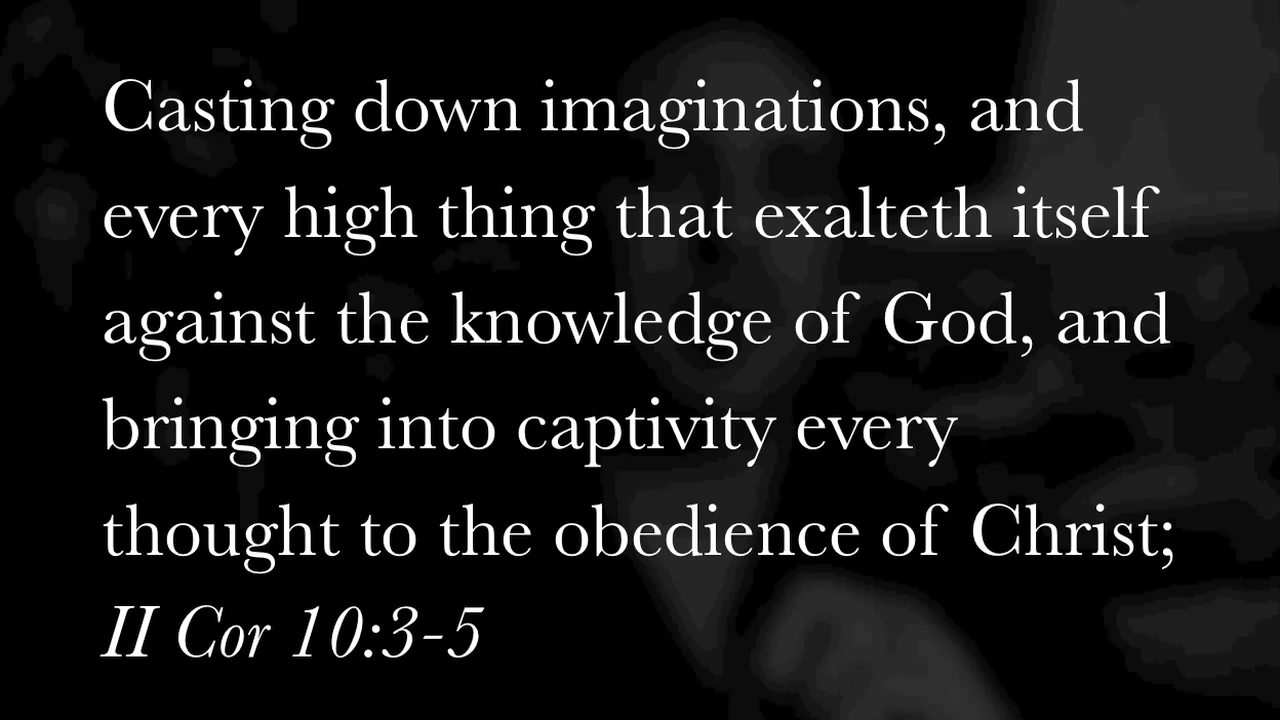 Casting down imaginations, and
every high thing that exalteth itself
against the knowledge of God, and
bringing into captivity every
thought to the obedience of Christ;
II Cor 10:3-5